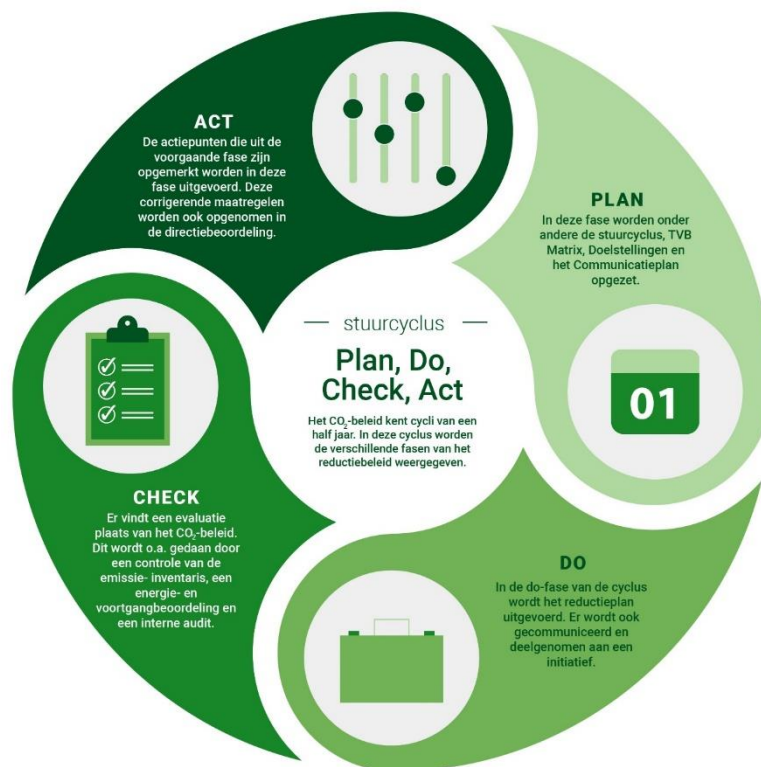 stuurcyclus
Plan, Do,
Check, Act
Het CO₂-beleid kent cycli van een
half jaar. In deze cyclus worden
de verschillende fasen van het
reductiebeleid weergegeven.
PLAN
In deze fase worden onder
andere de stuurcyclus, TVB
Matrix, Doelstellingen en
het Communicatieplan
opgezet.
01
DO
In de do-fase van de cyclus
wordt het reductieplan
uitgevoerd. Er wordt ook
gecommuniceerd en
deelgenomen aan een
initiatief.
CHECK
Er vindt een evaluatie
plaats van het CO₂-beleid.
Dit wordt o.a. gedaan door
een controle van de
emissie- inventaris, een
energie- en
voortgangbeoordeling en
een interne audit.
ACT
De actiepunten die uit de
voorgaande fase zijn
opgemerkt worden in deze
fase uitgevoerd. Deze
corrigerende maatregelen
worden ook opgenomen in
de directiebeoordeling.